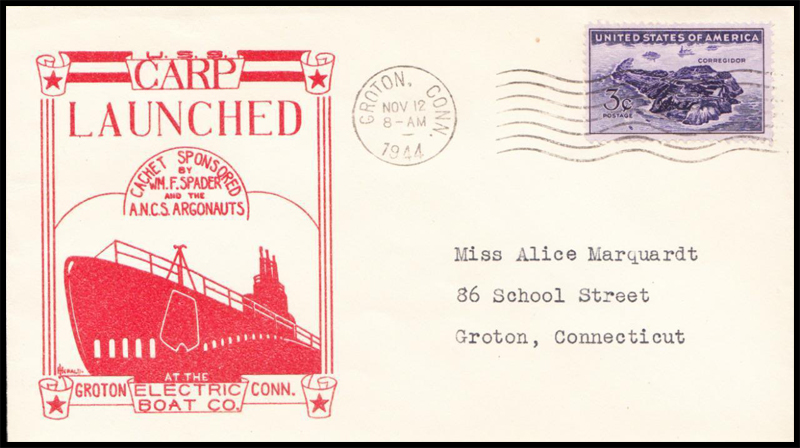 U.S.S.
CARP
LAUNCHED
CACHET SPONSORED
BY
WM. F. SPADER
AND THE
A.N.C.S. ARGONAUTS
AT THE
GROTON ELECTRIC CONN.
BOAT CO.
GROTON, CONN.
NOV 12
8-AM
1944
UNITED STATES OF AMERICA
CORREGIDOR
3¢
POSTAGE
Miss Alice Marquardt
86 School Street
Groton, Connecticut